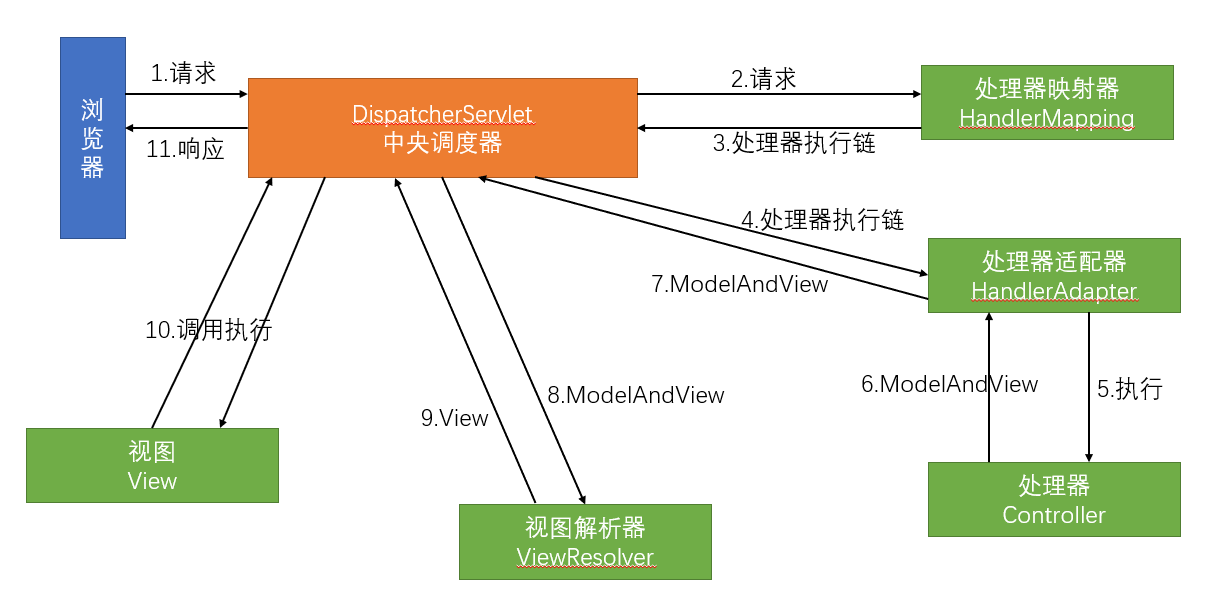 浏
览
器
1.请求
11.响应
DispatcherServlet
中央调度器
2.请求
3.处理器执行链
处理器映射器
HandlerMapping
4.处理器执行链
7.ModelAndView
处理器适配器
HandlerAdapter
10.调用执行
6.ModelAndView
5.执行
8.ModelAndView
9.View
视图
View
视图解析器
ViewResolver
处理器
Controller